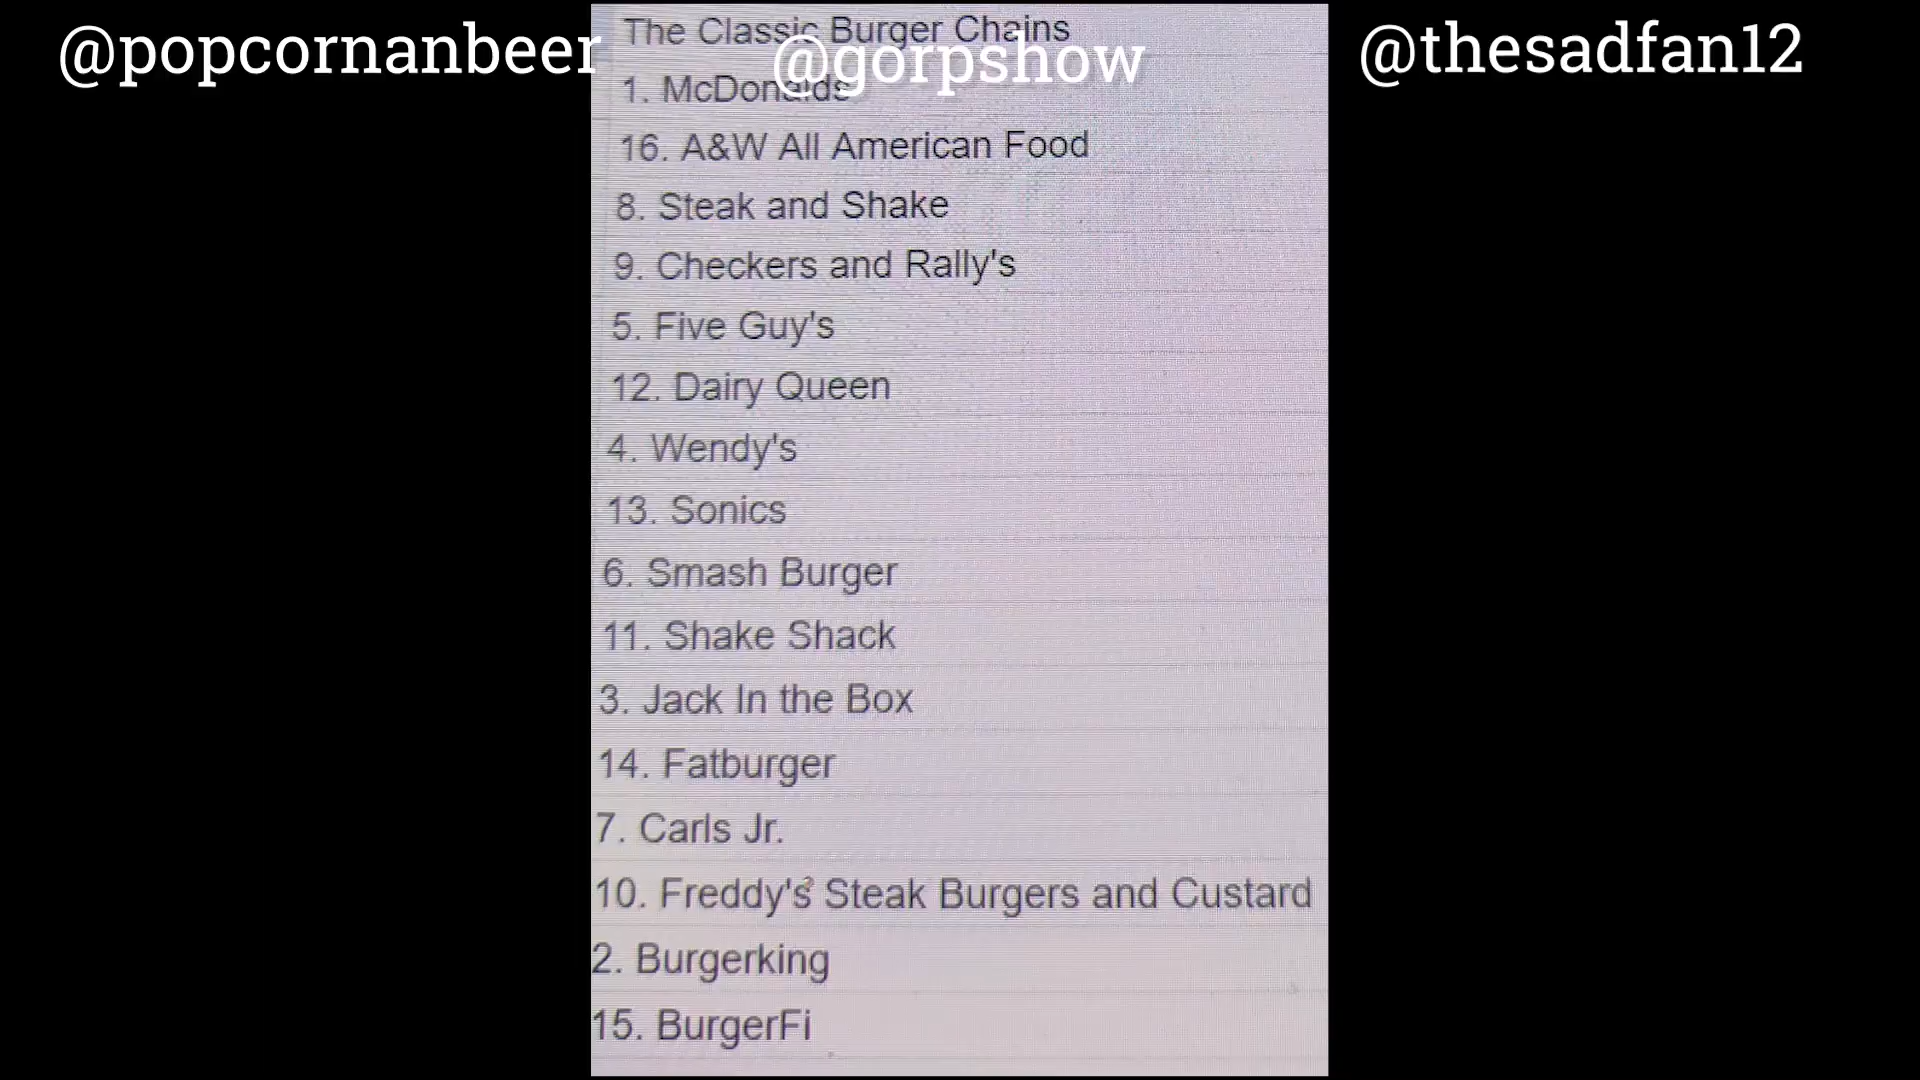 @popcornanbeer
@gorpshow
@thesadfan12
The Classic Burger Chains
1. McDonalds
16. A&W All American Food
8. Steak and Shake
9. Checkers and Rally's
5. Five Guy's
12. Dairy Queen
4. Wendy's
13. Sonics
6. Smash Burger
11. Shake Shack
3. Jack In the Box
14. Fatburger
7. Carls Jr.
10. Freddy's Steak Burgers and Custard
2. Burgerking
15. BurgerFi